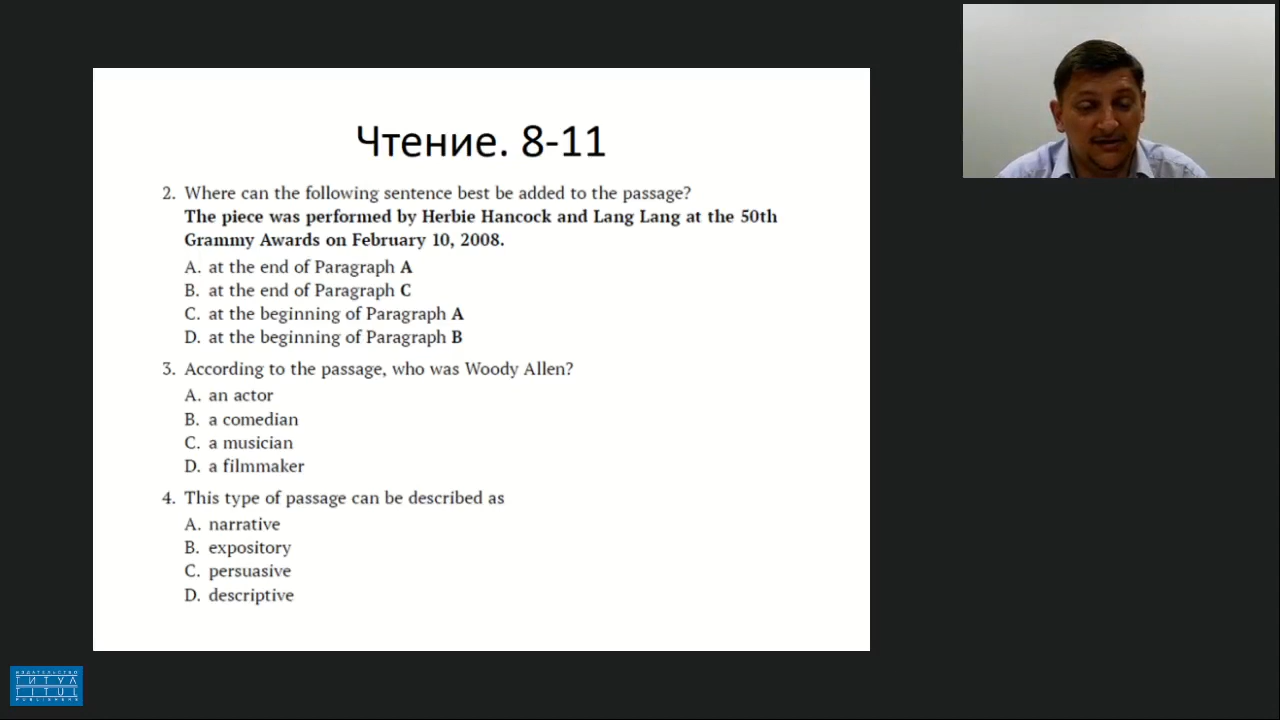 Чтение. 8-11
2. Where can the following sentence best be added to the passage?
The piece was performed by Herbie Hancock and Lang Lang at the 50th
Grammy Awards on February 10, 2008.
A. at the end of Paragraph A
B. at the end of Paragraph C
C. at the beginning of Paragraph A
D. at the beginning of Paragraph B
3. According to the passage, who was Woody Allen?
A. an actor
B. a comedian
C. a musician
D. a filmmaker
4. This type of passage can be described as
A. narrative
B. expository
C. persuasive
D. descriptive
ИЗДАТЕЛЬСТВО
ТИТУЛ
TITUL
PUBLISHERS